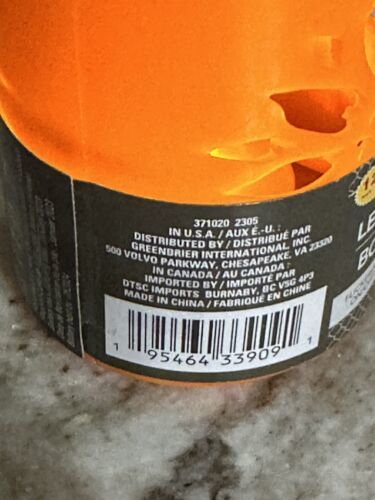 371020 2305
IN U.S.A. / AUX É.-U. :
DISTRIBUTED BY / DISTRIBUÉ PAR
GREENBRIER INTERNATIONAL, INC.
500 VOLVO PARKWAY, CHESAPEAKE, VA 23320
IN CANADA / AU CANADA :
IMPORTED BY / IMPORTÉ PAR
DTSC IMPORTS BURNABY, BC V5G 4P3
MADE IN CHINA / FABRIQUÉ EN CHINE
1 95464 33909 1
LE
BO